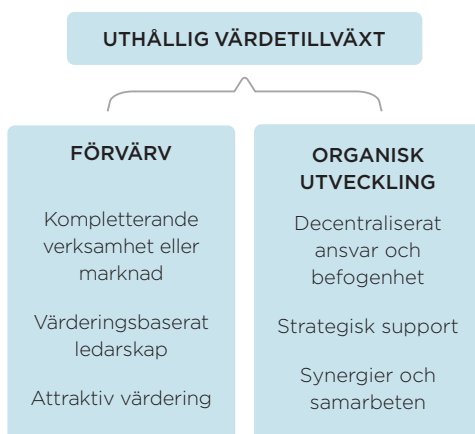 UTHÅLLIG VÄRDETILLVÄXT
FÖRVÄRV
Kompletterande
verksamhet eller
marknad
Värderingsbaserat
ledarskap
Attraktiv värdering
ORGANISK
UTVECKLING
Decentraliserat
ansvar och
befogenhet
Strategisk support
Synergier och
samarbeten